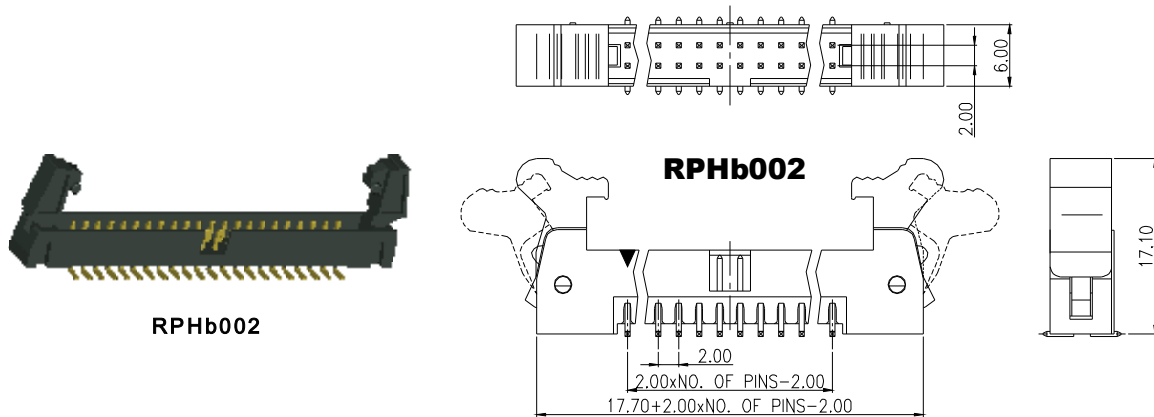 6.00
2.00
RPHb002
17.10
RPHb002
2.00
2.00xNO. OF PINS-2.00
17.70+2.00xNO. OF PINS-2.00